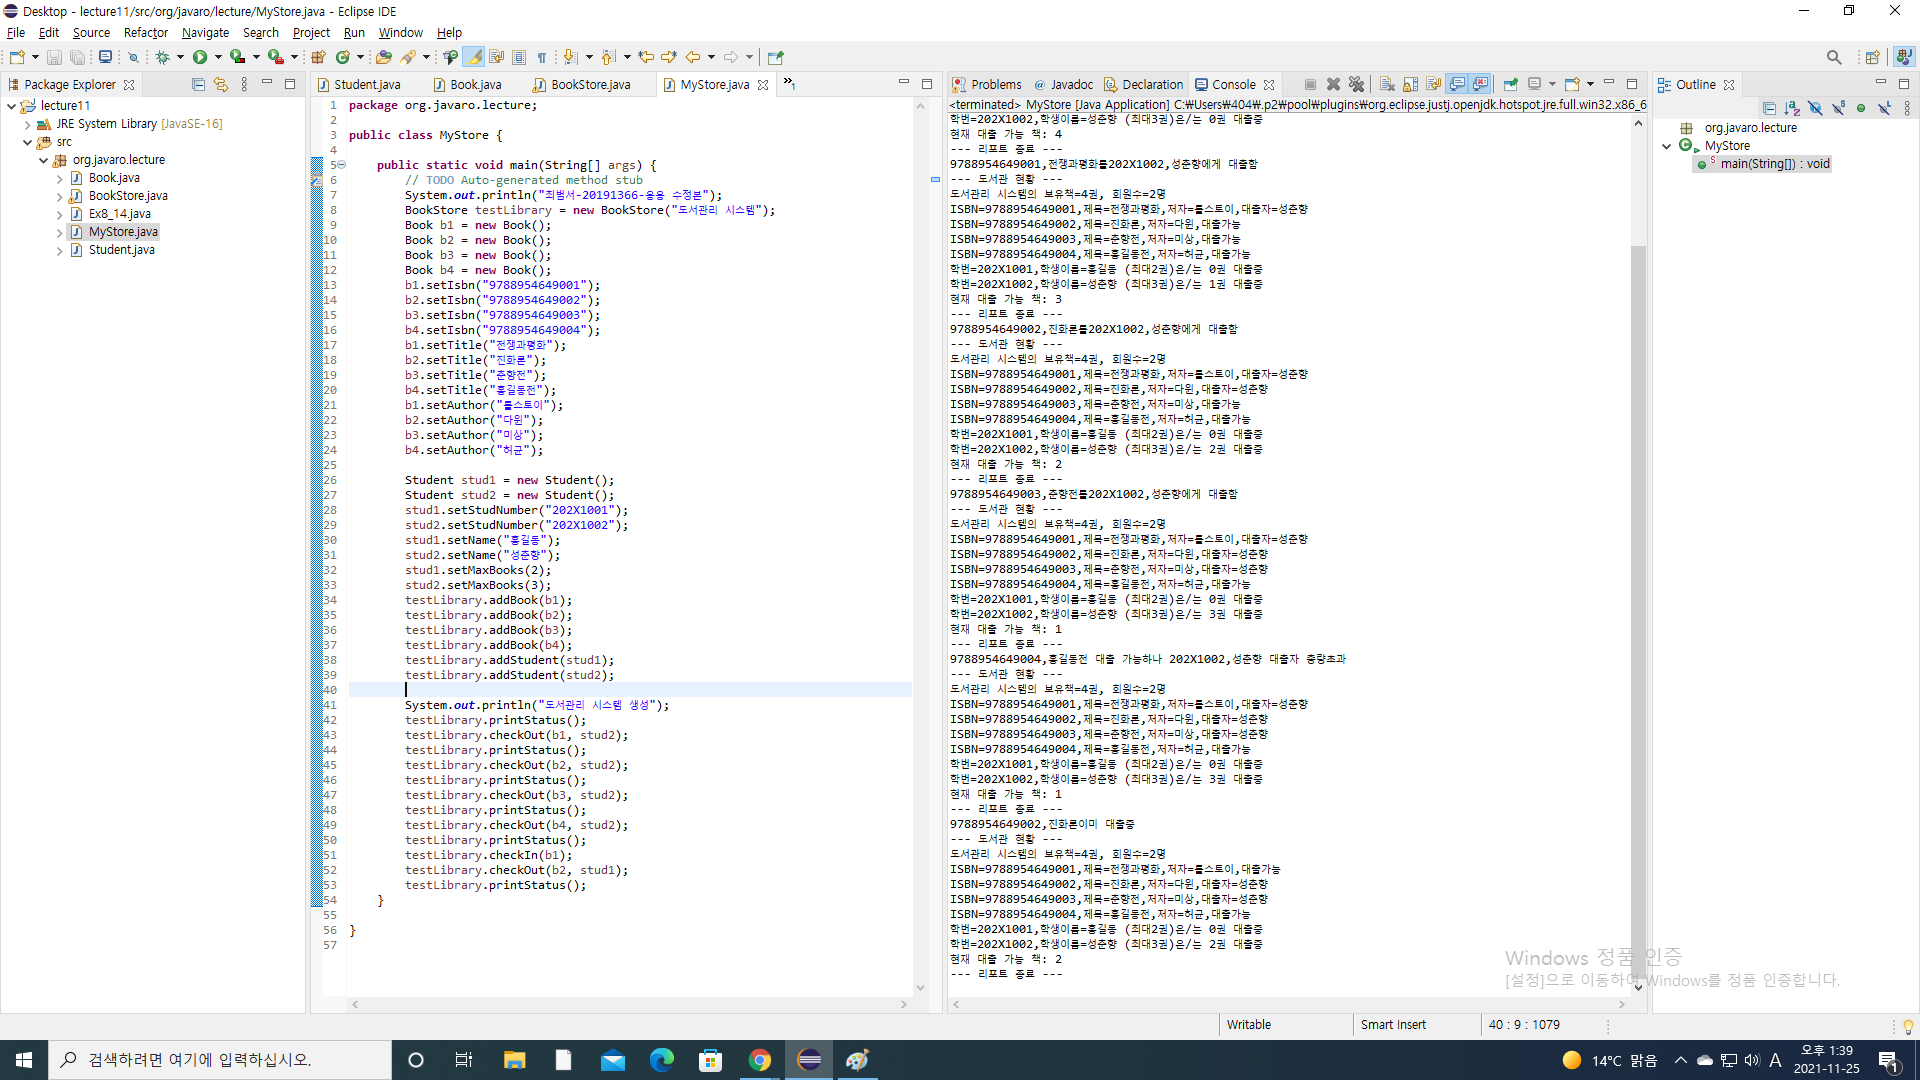 Desktop - lecture11/src/org/javaro/lecture/MyStore.java - Eclipse IDE
File Edit Source Refactor Navigate Search Project Run Window Help
Package Explorer
lecture11
JRE System Library [JavaSE-16]
src
org.javaro.lecture
Book.java
BookStore.java
Ex8_14.java
MyStore.java
Student.java
Student.java Book.java BookStore.java MyStore.java »1
1 package org.javaro.lecture;
2
3 public class MyStore {
4
5 public static void main(String[] args) {
6 // TODO Auto-generated method stub
7 System.out.println("최범서-20191366-응용 수정본");
8 BookStore testLibrary = new BookStore("도서관리 시스템");
9 Book b1 = new Book();
10 Book b2 = new Book();
11 Book b3 = new Book();
12 Book b4 = new Book();
13 b1.setIsbn("9788954649001");
14 b2.setIsbn("9788954649002");
15 b3.setIsbn("9788954649003");
16 b4.setIsbn("9788954649004");
17 b1.setTitle("전쟁과평화");
18 b2.setTitle("진화론");
19 b3.setTitle("춘향전");
20 b4.setTitle("홍길동전");
21 b1.setAuthor("톨스토이");
22 b2.setAuthor("다윈");
23 b3.setAuthor("미상");
24 b4.setAuthor("허균");
25
26 Student stud1 = new Student();
27 Student stud2 = new Student();
28 stud1.setStudNumber("202X1001");
29 stud2.setStudNumber("202X1002");
30 stud1.setName("홍길동");
31 stud2.setName("성춘향");
32 stud1.setMaxBooks(2);
33 stud2.setMaxBooks(3);
34 testLibrary.addBook(b1);
35 testLibrary.addBook(b2);
36 testLibrary.addBook(b3);
37 testLibrary.addBook(b4);
38 testLibrary.addStudent(stud1);
39 testLibrary.addStudent(stud2);
40
41 System.out.println("도서관리 시스템 생성");
42 testLibrary.printStatus();
43 testLibrary.checkOut(b1, stud2);
44 testLibrary.printStatus();
45 testLibrary.checkOut(b2, stud2);
46 testLibrary.printStatus();
47 testLibrary.checkOut(b3, stud2);
48 testLibrary.printStatus();
49 testLibrary.checkOut(b4, stud2);
50 testLibrary.printStatus();
51 testLibrary.checkIn(b1);
52 testLibrary.checkOut(b2, stud1);
53 testLibrary.printStatus();
54 }
55
56 }
57
Problems @ Javadoc Declaration Console
<terminated> MyStore [Java Application] C:₩Users₩404₩.p2₩pool₩plugins₩org.eclipse.justj.openjdk.hotspot.jre.full.win32.x86_6
학번=202X1002,학생이름=성춘향 (최대3권)은/는 0권 대출중
현재 대출 가능 책: 4
--- 리포트 종료 ---
9788954649001,전쟁과평화를202X1002,성춘향에게 대출함
--- 도서관 현황 ---
도서관리 시스템의 보유책=4권, 회원수=2명
ISBN=9788954649001,제목=전쟁과평화,저자=톨스토이,대출자=성춘향
ISBN=9788954649002,제목=진화론,저자=다윈,대출가능
ISBN=9788954649003,제목=춘향전,저자=미상,대출가능
ISBN=9788954649004,제목=홍길동전,저자=허균,대출가능
학번=202X1001,학생이름=홍길동 (최대2권)은/는 0권 대출중
학번=202X1002,학생이름=성춘향 (최대3권)은/는 1권 대출중
현재 대출 가능 책: 3
--- 리포트 종료 ---
9788954649002,진화론를202X1002,성춘향에게 대출함
--- 도서관 현황 ---
도서관리 시스템의 보유책=4권, 회원수=2명
ISBN=9788954649001,제목=전쟁과평화,저자=톨스토이,대출자=성춘향
ISBN=9788954649002,제목=진화론,저자=다윈,대출자=성춘향
ISBN=9788954649003,제목=춘향전,저자=미상,대출가능
ISBN=9788954649004,제목=홍길동전,저자=허균,대출가능
학번=202X1001,학생이름=홍길동 (최대2권)은/는 0권 대출중
학번=202X1002,학생이름=성춘향 (최대3권)은/는 2권 대출중
현재 대출 가능 책: 2
--- 리포트 종료 ---
9788954649003,춘향전를202X1002,성춘향에게 대출함
--- 도서관 현황 ---
도서관리 시스템의 보유책=4권, 회원수=2명
ISBN=9788954649001,제목=전쟁과평화,저자=톨스토이,대출자=성춘향
ISBN=9788954649002,제목=진화론,저자=다윈,대출자=성춘향
ISBN=9788954649003,제목=춘향전,저자=미상,대출자=성춘향
ISBN=9788954649004,제목=홍길동전,저자=허균,대출가능
학번=202X1001,학생이름=홍길동 (최대2권)은/는 0권 대출중
학번=202X1002,학생이름=성춘향 (최대3권)은/는 3권 대출중
현재 대출 가능 책: 1
--- 리포트 종료 ---
9788954649004,홍길동전 대출 가능하나 202X1002,성춘향 대출자 총량초과
--- 도서관 현황 ---
도서관리 시스템의 보유책=4권, 회원수=2명
ISBN=9788954649001,제목=전쟁과평화,저자=톨스토이,대출자=성춘향
ISBN=9788954649002,제목=진화론,저자=다윈,대출자=성춘향
ISBN=9788954649003,제목=춘향전,저자=미상,대출자=성춘향
ISBN=9788954649004,제목=홍길동전,저자=허균,대출가능
학번=202X1001,학생이름=홍길동 (최대2권)은/는 0권 대출중
학번=202X1002,학생이름=성춘향 (최대3권)은/는 3권 대출중
현재 대출 가능 책: 1
--- 리포트 종료 ---
9788954649002,진화론이미 대출중
--- 도서관 현황 ---
도서관리 시스템의 보유책=4권, 회원수=2명
ISBN=9788954649001,제목=전쟁과평화,저자=톨스토이,대출가능
ISBN=9788954649002,제목=진화론,저자=다윈,대출자=성춘향
ISBN=9788954649003,제목=춘향전,저자=미상,대출자=성춘향
ISBN=9788954649004,제목=홍길동전,저자=허균,대출가능
학번=202X1001,학생이름=홍길동 (최대2권)은/는 0권 대출중
학번=202X1002,학생이름=성춘향 (최대3권)은/는 2권 대출중
현재 대출 가능 책: 2
--- 리포트 종료 ---
Outline
org.javaro.lecture
MyStore
main(String[]) : void
Windows 정품 인증
[설정]으로 이동하여 Windows를 정품 인증합니다.
Writable Smart Insert 40 : 9 : 1079
검색하려면 여기에 입력하십시오.
14°C 맑음
A
오후 1:39
2021-11-25
1